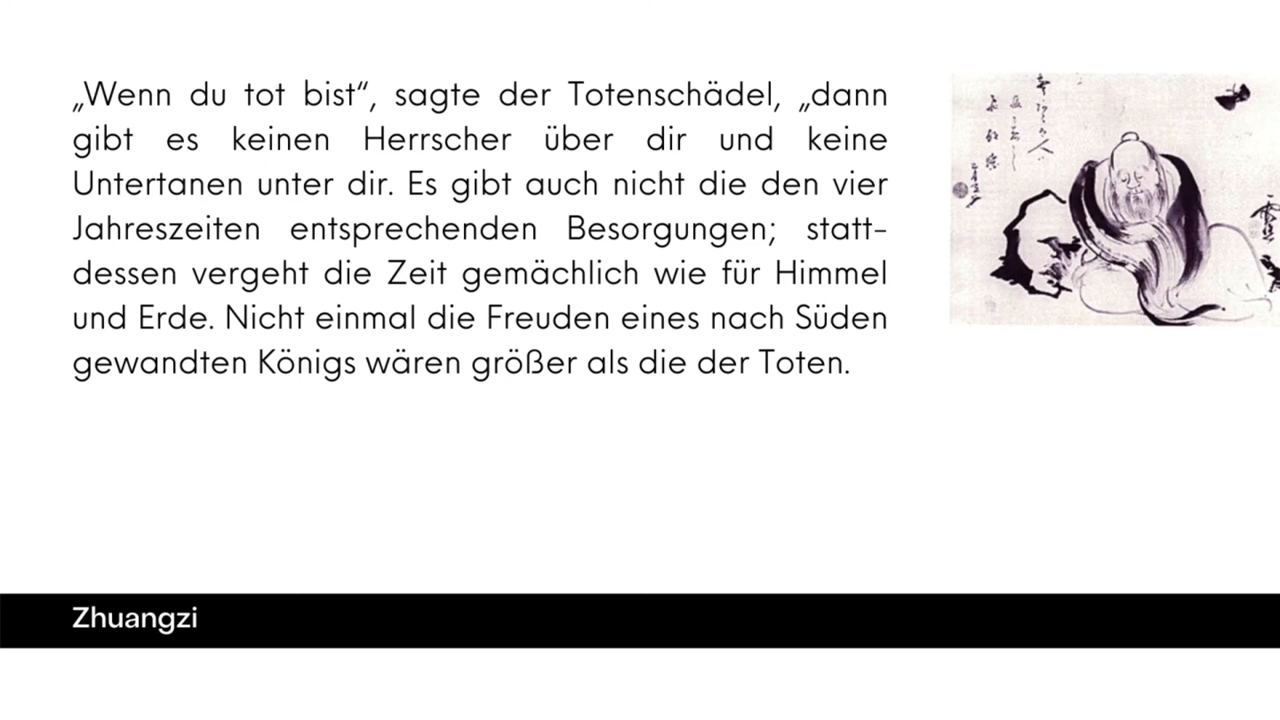 „Wenn du tot bist“, sagte der Totenschädel, „dann
gibt es keinen Herrscher über dir und keine
Untertanen unter dir. Es gibt auch nicht die den vier
Jahreszeiten entsprechenden Besorgungen; statt-
dessen vergeht die Zeit gemächlich wie für Himmel
und Erde. Nicht einmal die Freuden eines nach Süden
gewandten Königs wären größer als die der Toten.
Zhuangzi